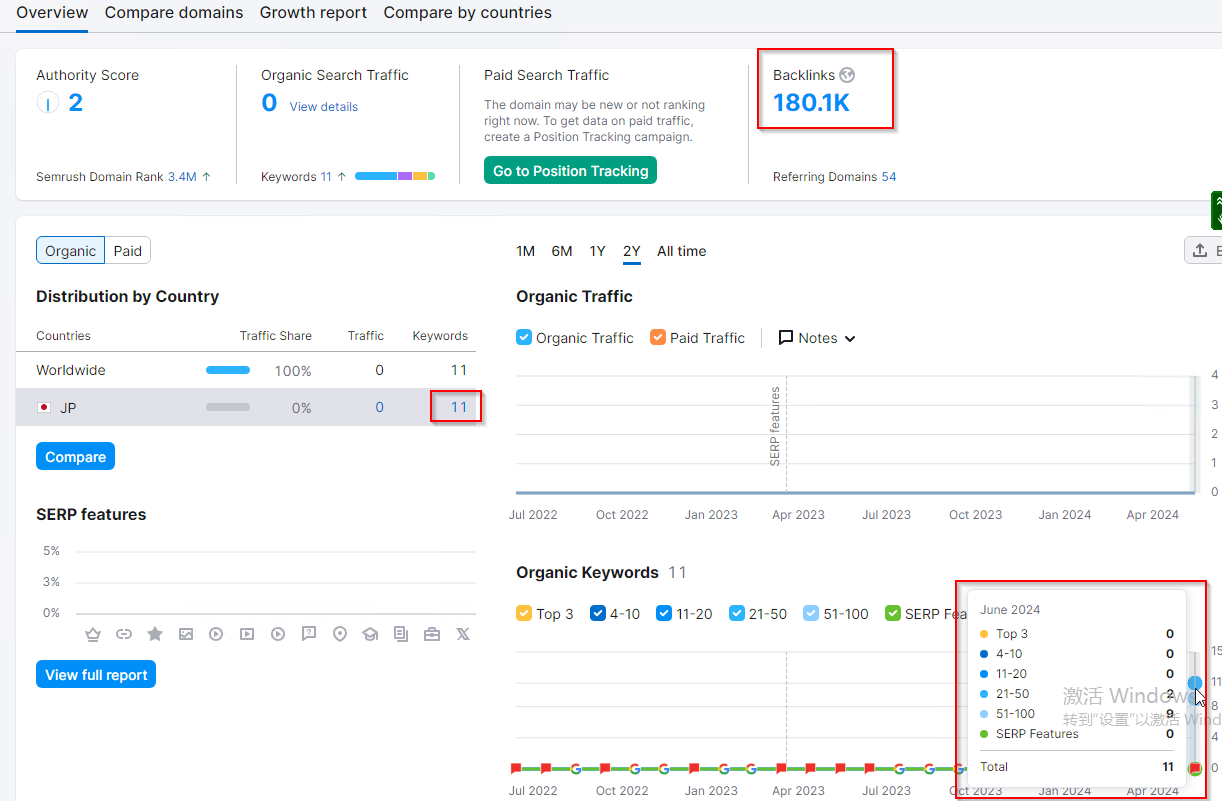 Overview Compare domains Growth report Compare by countries
Authority Score
2
Semrush Domain Rank 3.4M ↑
Organic Search Traffic
0 View details
Keywords 11 ↑
Paid Search Traffic
The domain may be new or not ranking
right now. To get data on paid traffic,
create a Position Tracking campaign.
Go to Position Tracking
Backlinks
180.1K
Referring Domains 54
Organic Paid
Distribution by Country
Countries Traffic Share Traffic Keywords
Worldwide 100% 0 11
JP 0% 0 11
Compare
SERP features
5%
3%
0%
View full report
1M 6M 1Y 2Y All time
E
Organic Traffic
Organic Traffic Paid Traffic Notes
SERP features
4
3
2
1
0
Jul 2022 Oct 2022 Jan 2023 Apr 2023 Jul 2023 Oct 2023 Jan 2024 Apr 2024
Organic Keywords 11
Top 3 4-10 11-20 21-50 51-100 SERP Fea
June 2024
Top 3 0
4-10 0
11-20 0
21-50 2
51-100 9
SERP Features 0
Total 11
激活 Windows
转到“设置”以激活 Wind
15
11
8
4
0
Jul 2022 Oct 2022 Jan 2023 Apr 2023 Jul 2023 Oct 2023 Jan 2024 Apr 2024